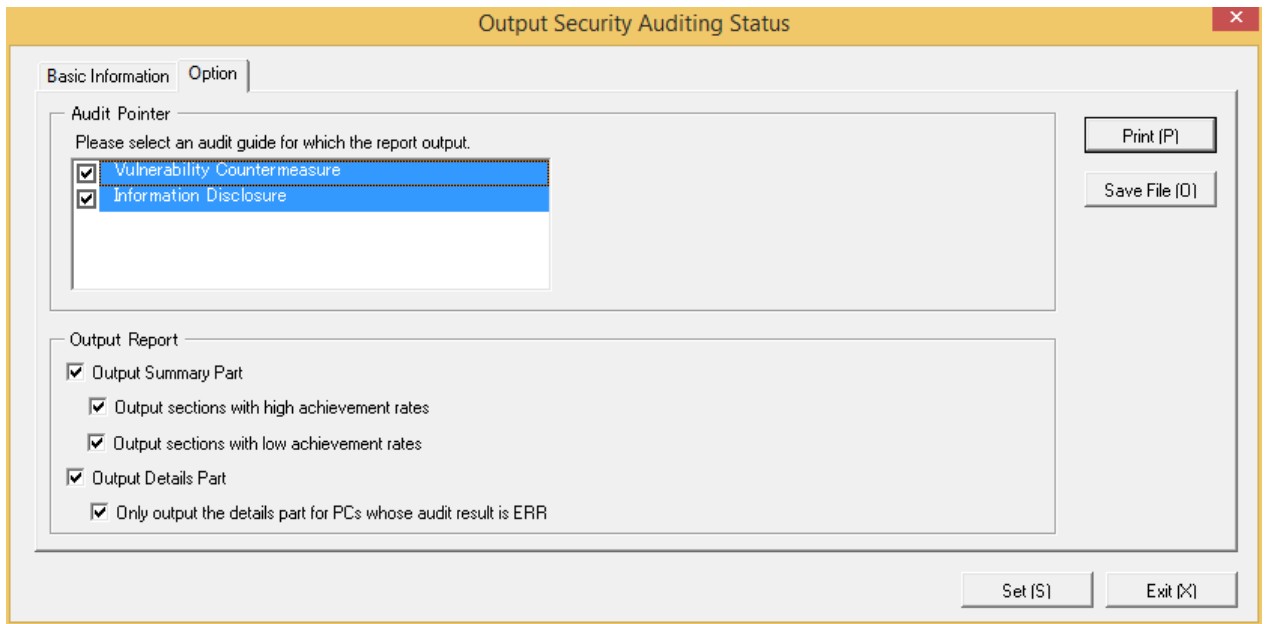 Output Security Auditing Status
Basic Information
Option
Audit Pointer
Please select an audit guide for which the report output.
Vulnerability Countermeasure
Information Disclosure
Print (P)
Save File (O)
Output Report
Output Summary Part
Output sections with high achievement rates
Output sections with low achievement rates
Output Details Part
Only output the details part for PCs whose audit result is ERR
Set (S)
Exit (X)